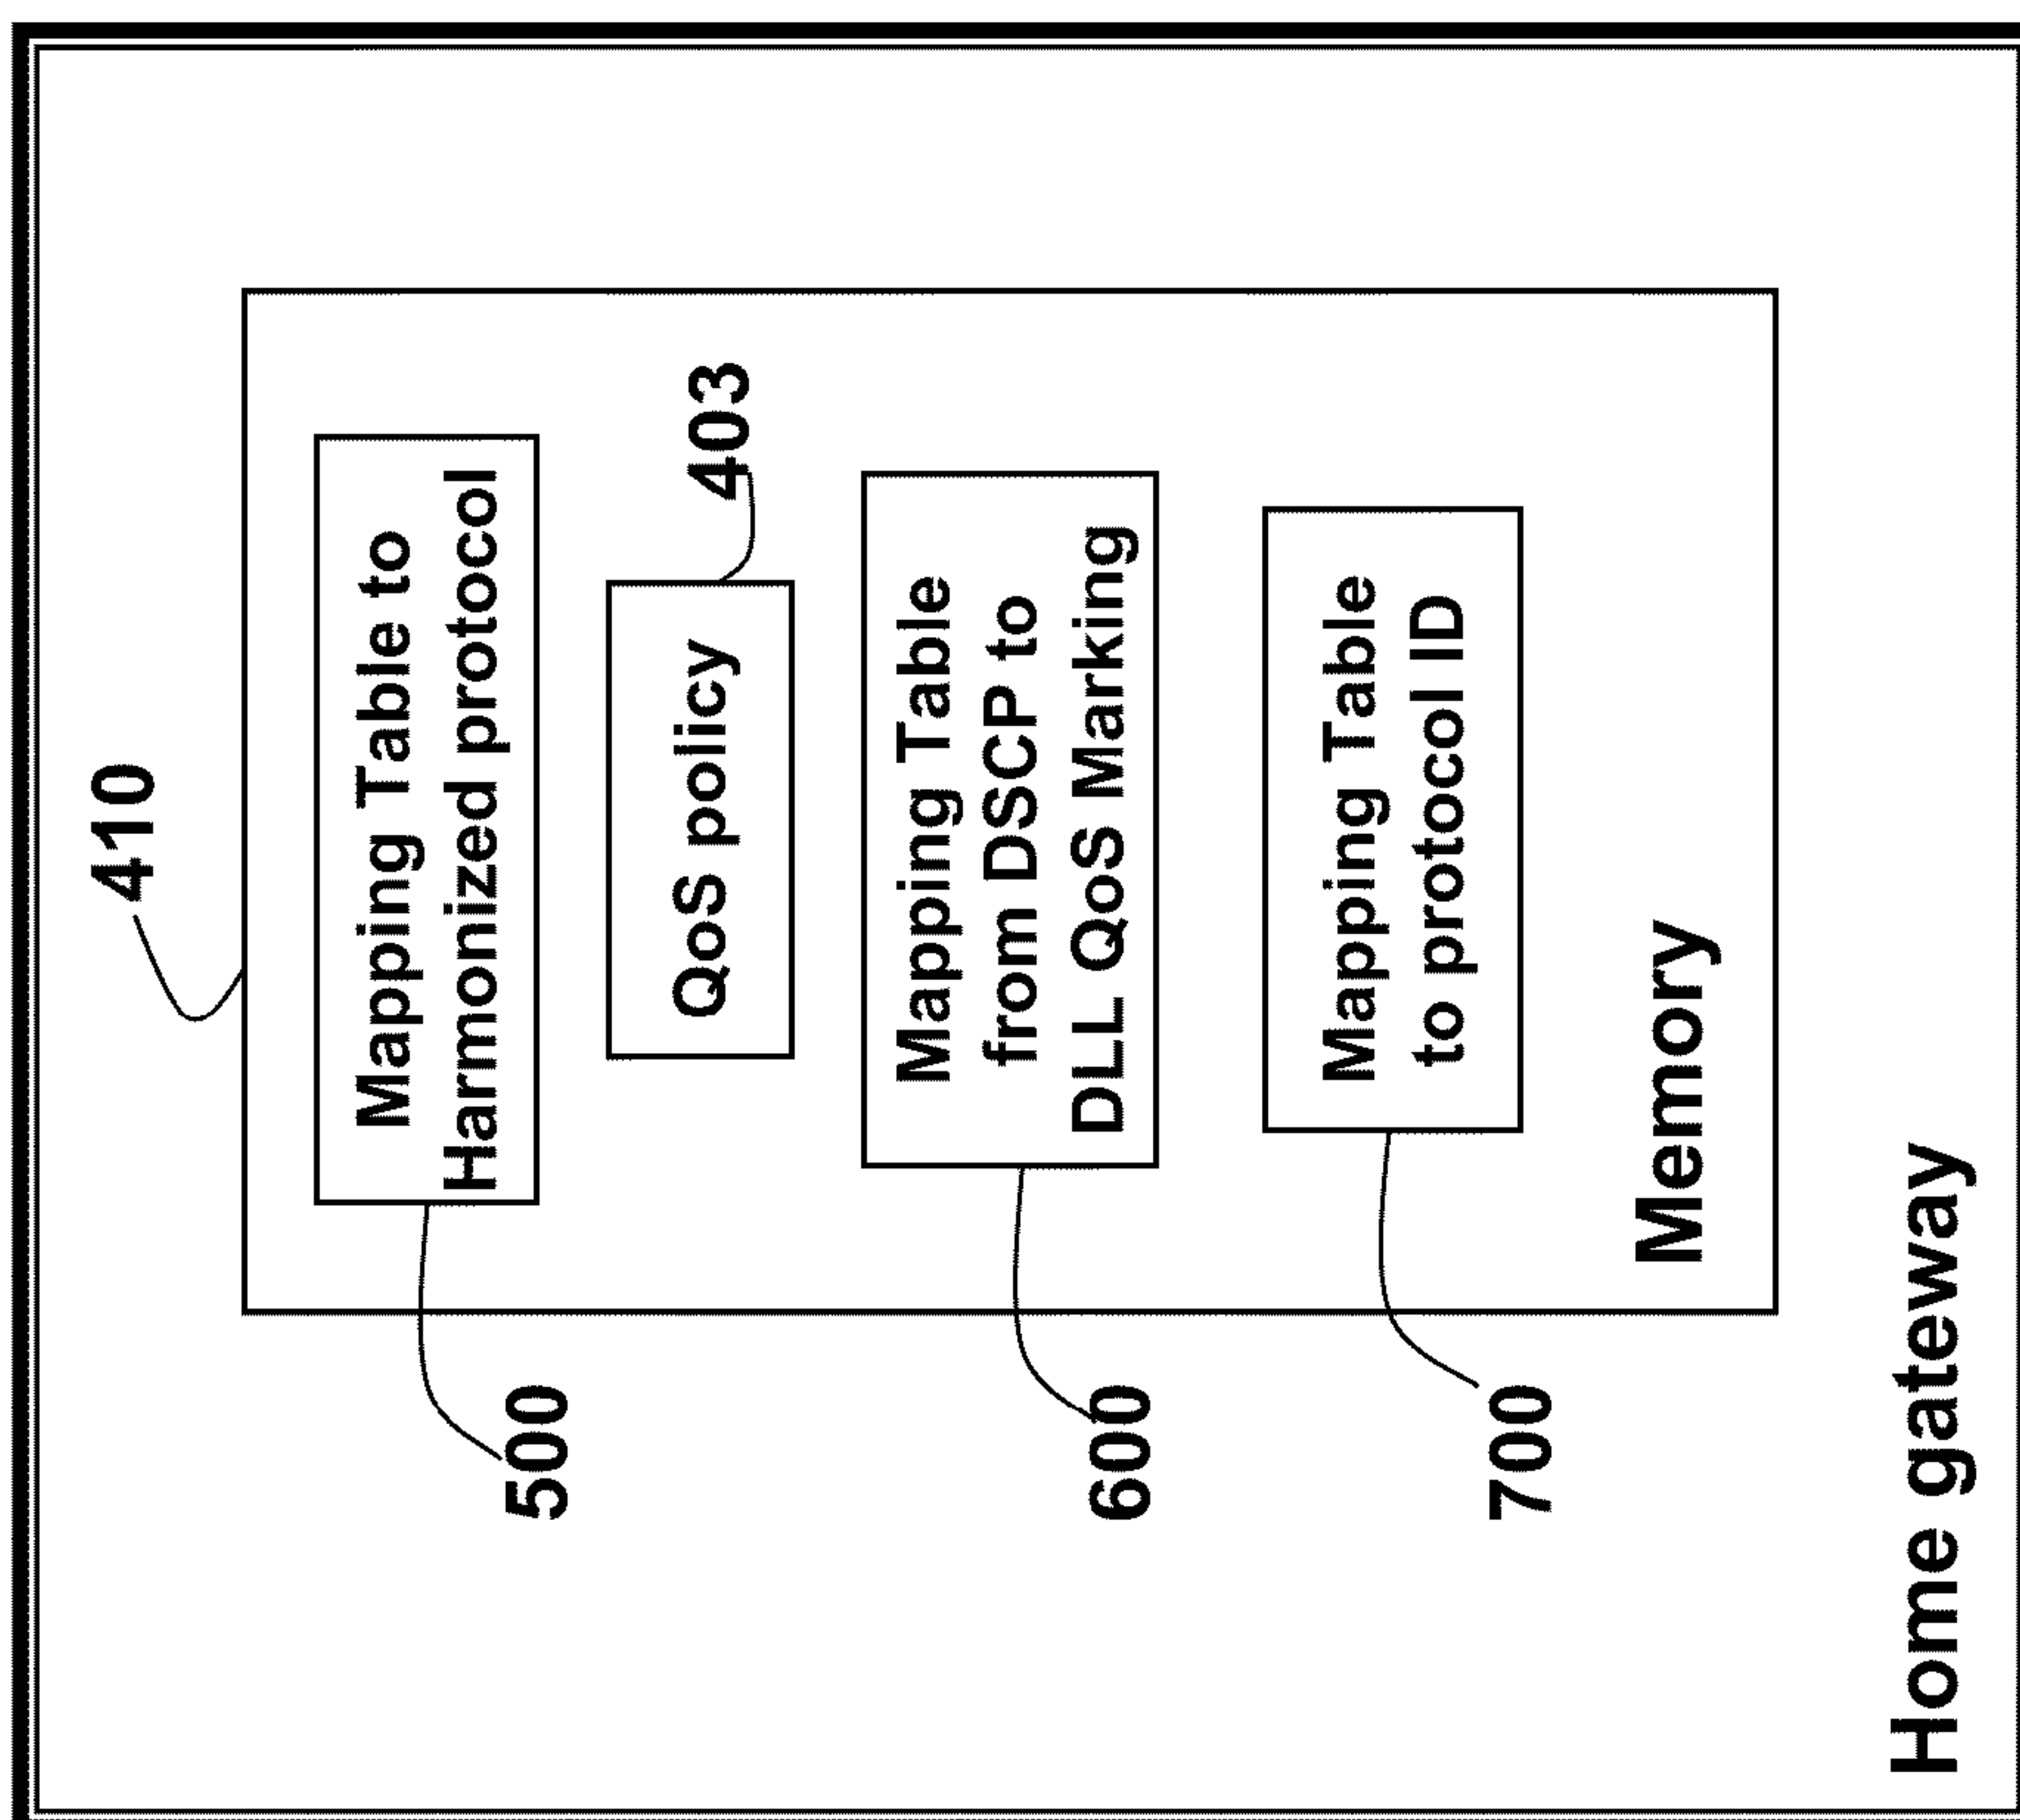 410
Mapping Table to
Harmonized protocol
500
QoS policy
403
Mapping Table
from DSCP to
DLL QoS Marking
600
Mapping Table
to protocol ID
700
Memory
Home gateway